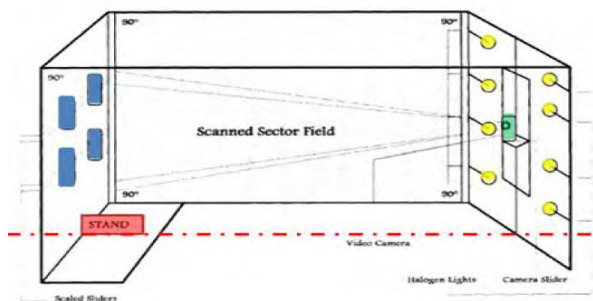 90°
90°
90°
90°
Scanned Sector Field
90°
90°
STAND
Video Camera
Halogen Lights
Camera Slider
Scaled Sliders